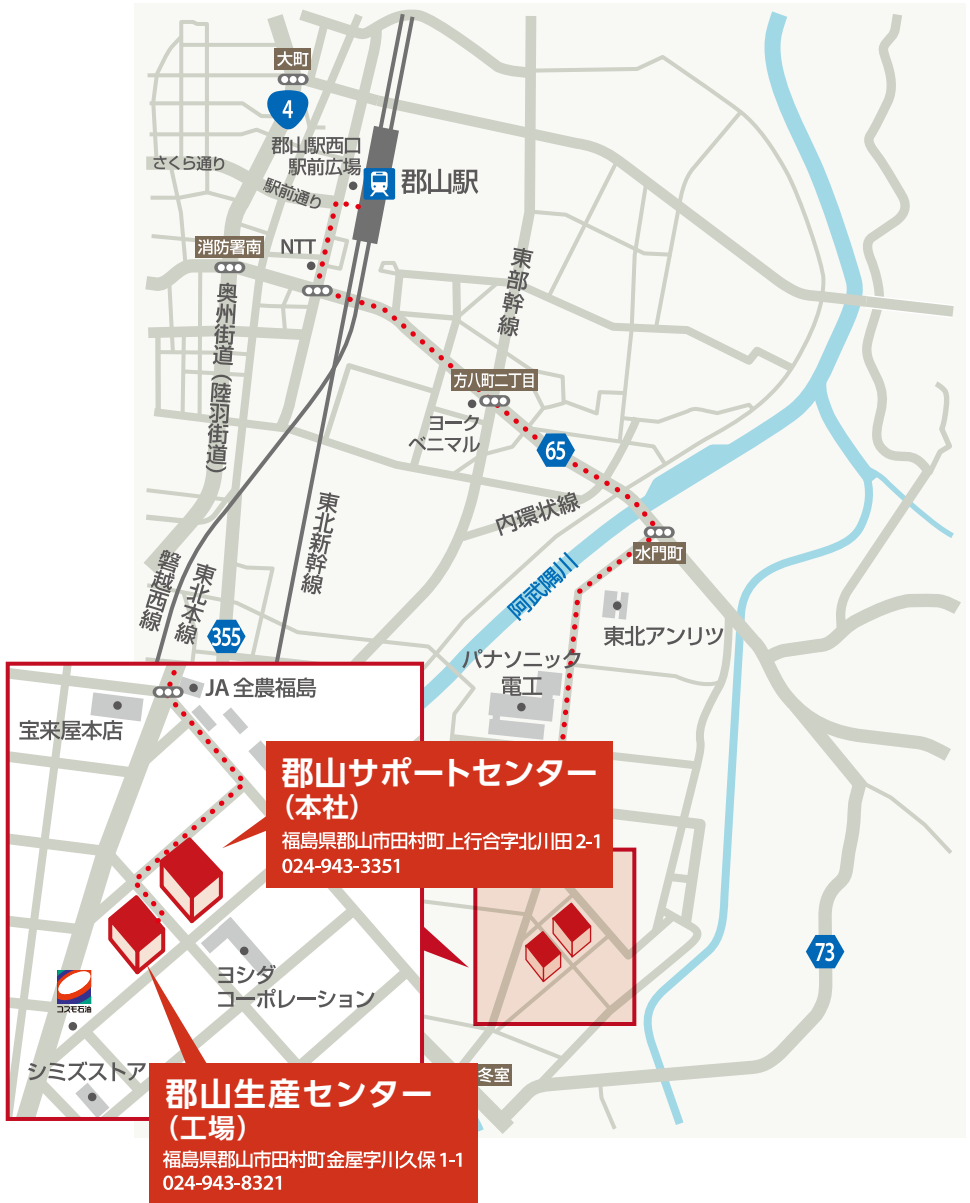 大町
4
郡山駅西口
駅前広場
さくら通り
駅前通り
郡山駅
消防署南
NTT
東部幹線
奥州街道（陸羽街道）
方八町二丁目
ヨーク
ベニマル
65
内環状線
東北新幹線
水門町
阿武隈川
磐越西線
東北本線
355
東北アンリツ
パナソニック
電工
JA 全農福島
宝来屋本店
郡山サポートセンター
（本社）
福島県郡山市田村町上行合字北川田 2-1
024-943-3351
73
ヨシダ
コーポレーション
コスモ石油
シミズストア
冬室
郡山生産センター
（工場）
福島県郡山市田村町金屋字川久保 1-1
024-943-8321